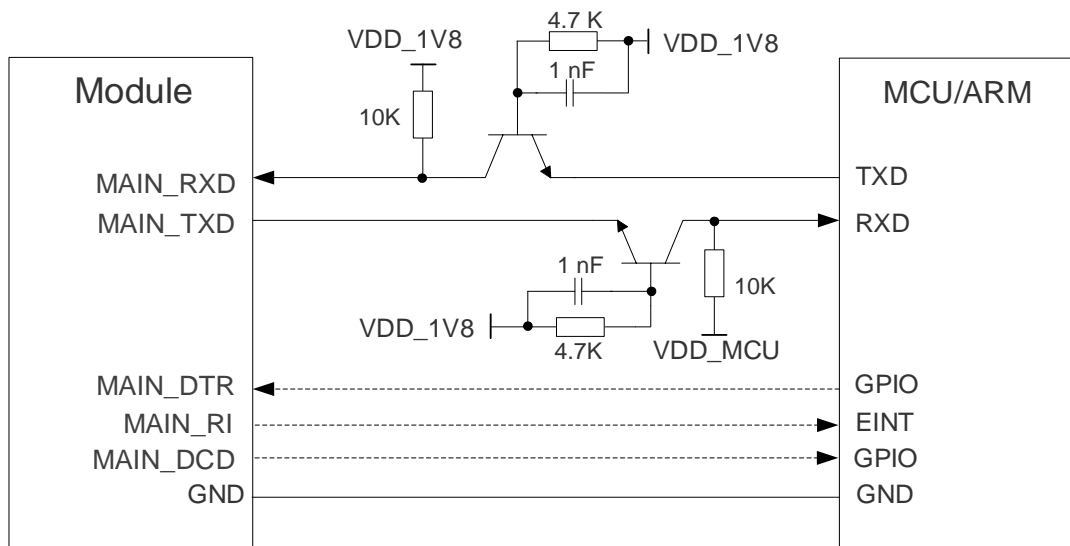 4.7 K
VDD_1V8
VDD_1V8
1 nF
Module
MCU/ARM
10K
MAIN_RXD
TXD
MAIN_TXD
RXD
1 nF
10K
VDD_1V8
4.7K
VDD_MCU
MAIN_DTR
GPIO
MAIN_RI
EINT
MAIN_DCD
GPIO
GND
GND